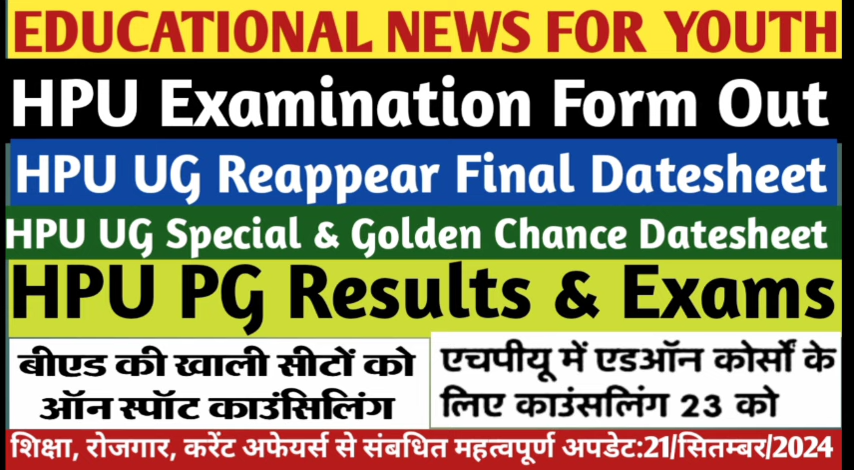 EDUCATIONAL NEWS FOR YOUTH
HPU Examination Form Out
HPU UG Reappear Final Datesheet
HPU UG Special & Golden Chance Datesheet
HPU PG Results & Exams
बीएड की खाली सीटों को
ऑन स्पॉट काउंसिलिंग
एचपीयू में एडऑन कोर्सों के
लिए काउंसलिंग 23 को
शिक्षा, रोजगार, करेंट अफेयर्स से संबधित महत्वपूर्ण अपडेट:21/सितम्बर/2024